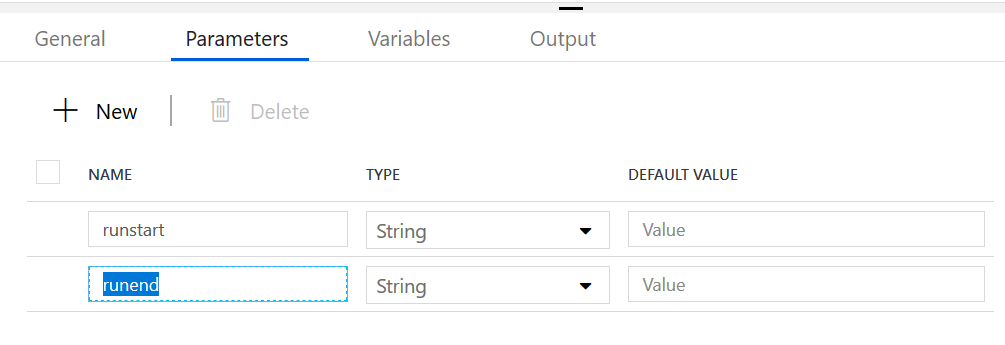 General Parameters Variables Output
New Delete
NAME TYPE DEFAULT VALUE
runstart String Value
runend String Value